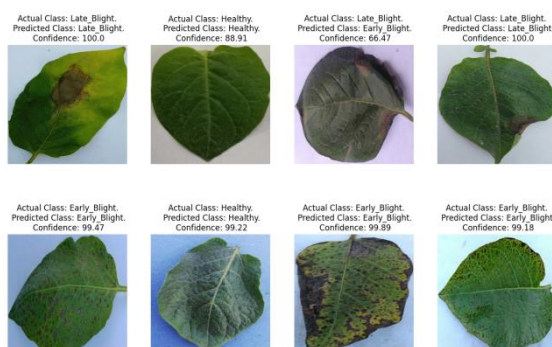 Actual Class: Late_Blight.
Predicted Class: Late_Blight.
Confidence: 100.0
Actual Class: Healthy.
Predicted Class: Healthy.
Confidence: 88.91
Actual Class: Late_Blight.
Predicted Class: Early_Blight.
Confidence: 66.47
Actual Class: Late_Blight.
Predicted Class: Late_Blight.
Confidence: 100.0
Actual Class: Early_Blight.
Predicted Class: Early_Blight.
Confidence: 99.47
Actual Class: Healthy.
Predicted Class: Healthy.
Confidence: 99.22
Actual Class: Early_Blight.
Predicted Class: Early_Blight.
Confidence: 99.89
Actual Class: Early_Blight.
Predicted Class: Early_Blight
Confidence: 99.18